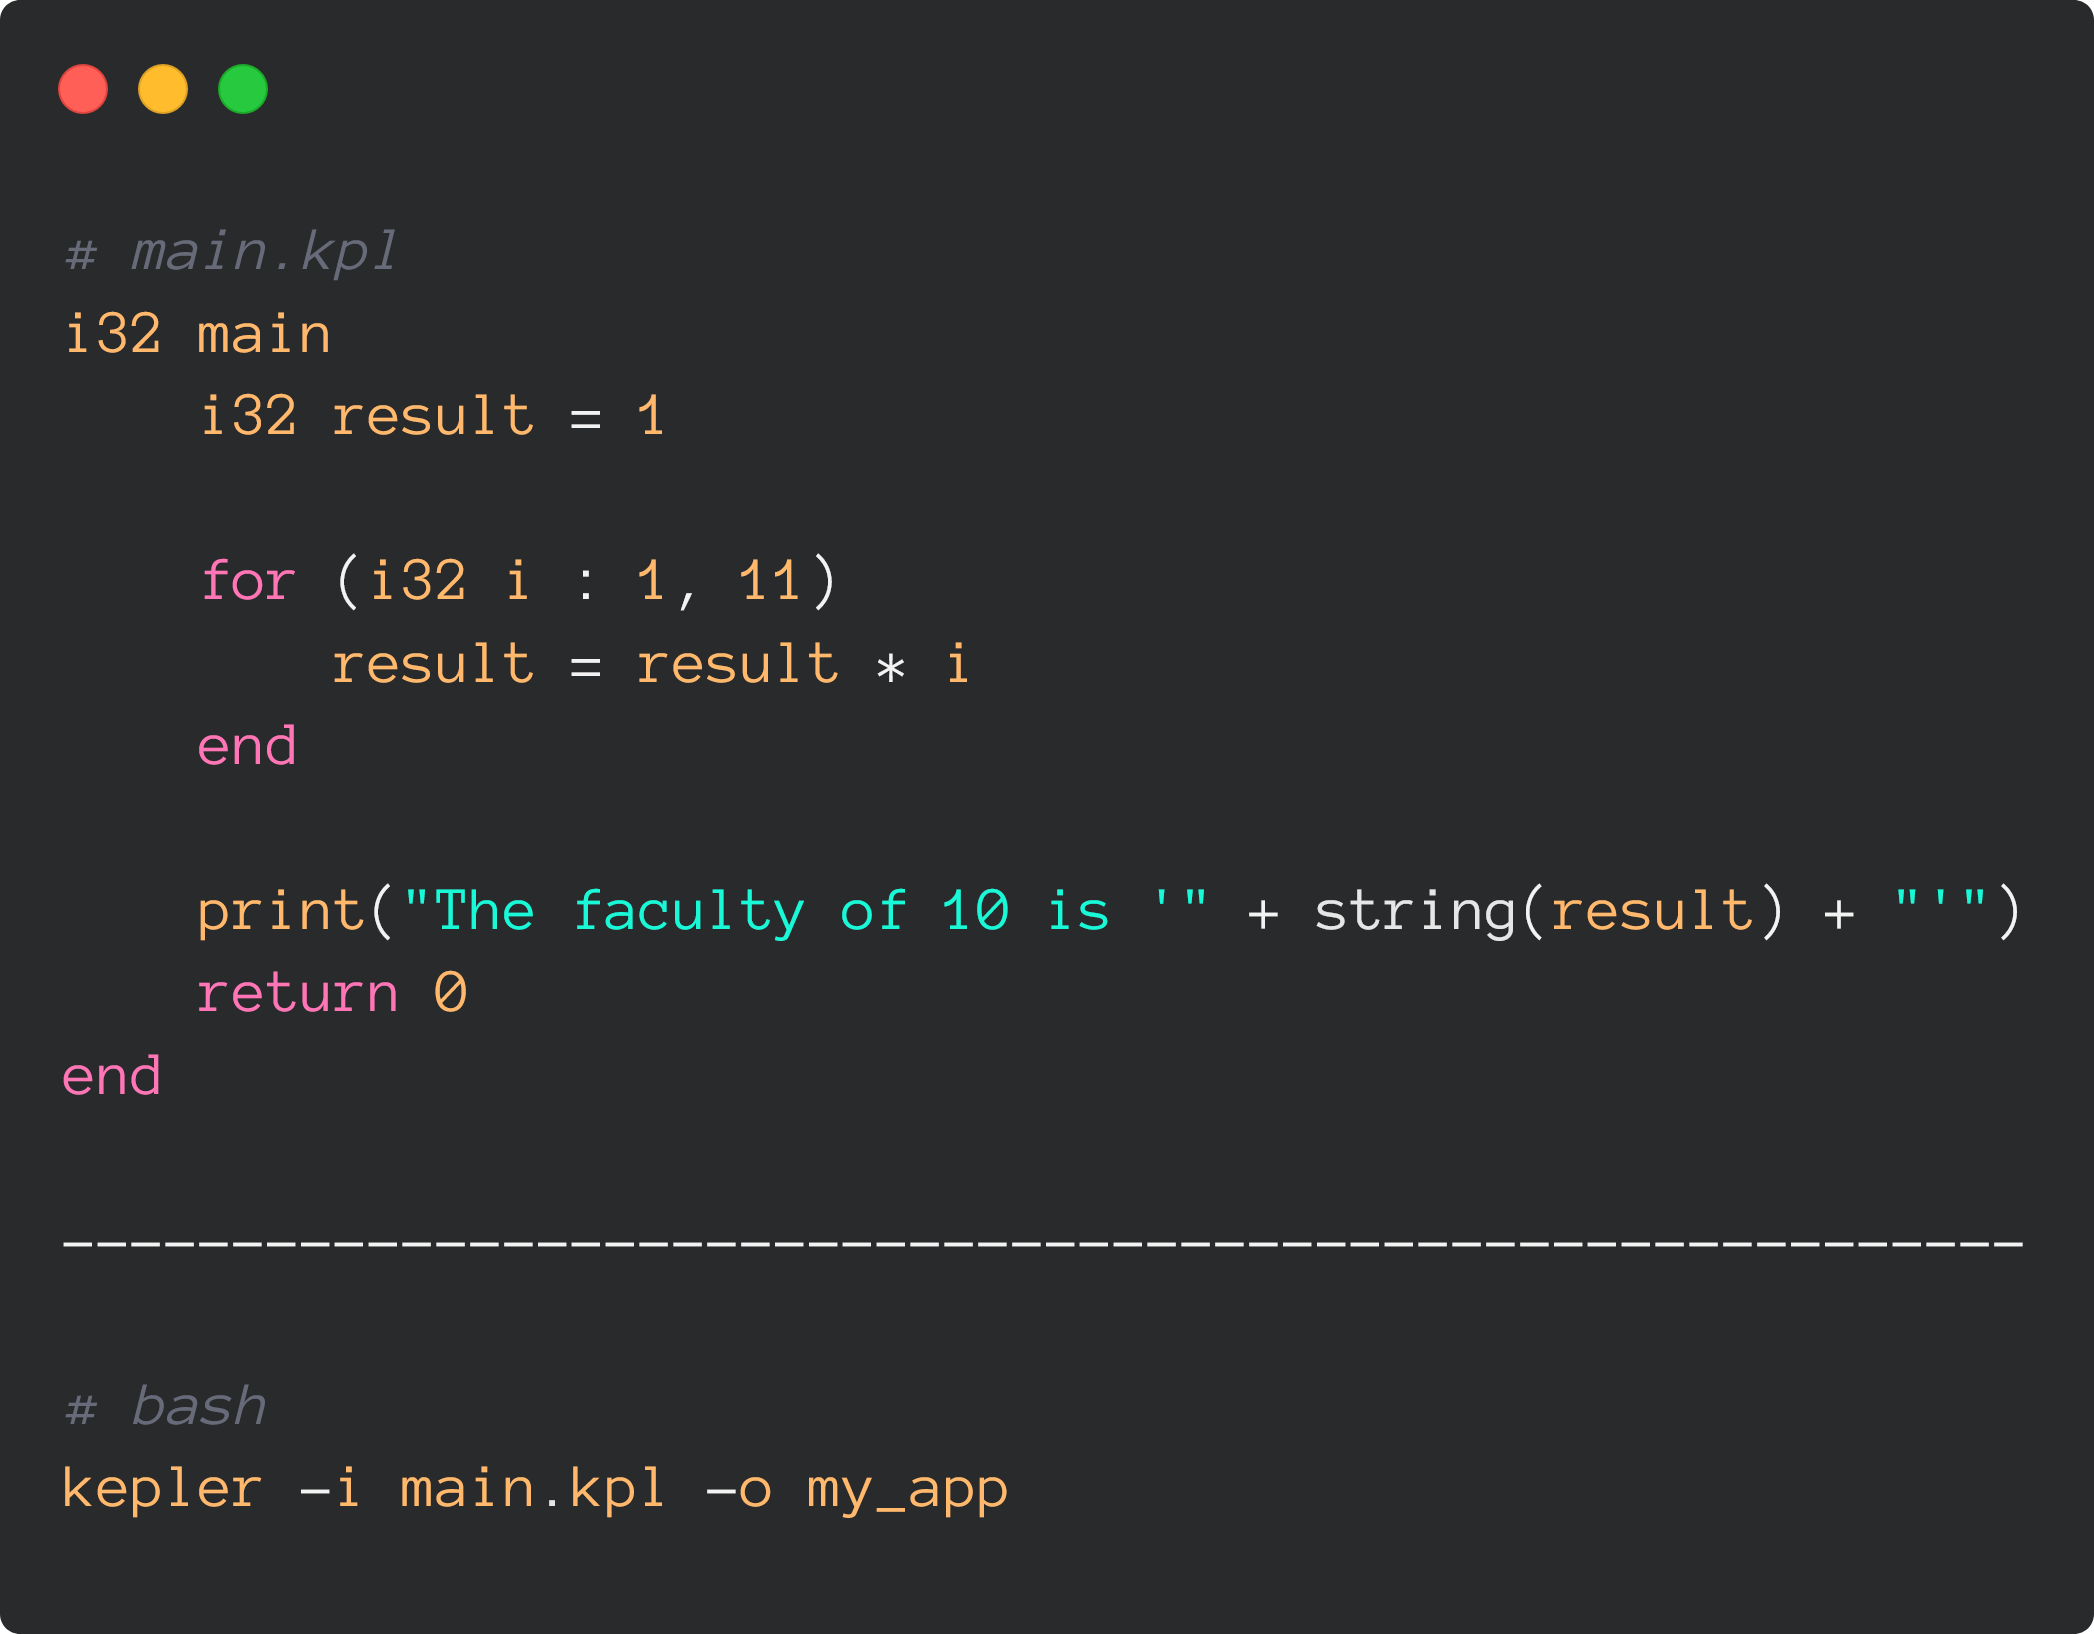 # main.kpl
i32 main
    i32 result = 1
    for (i32 i : 1, 11)
        result = result * i
    end
    print("The faculty of 10 is '" + string(result) + "'")
    return 0
end
----------------------------------------------------------
# bash
kepler -i main.kpl -o my_app